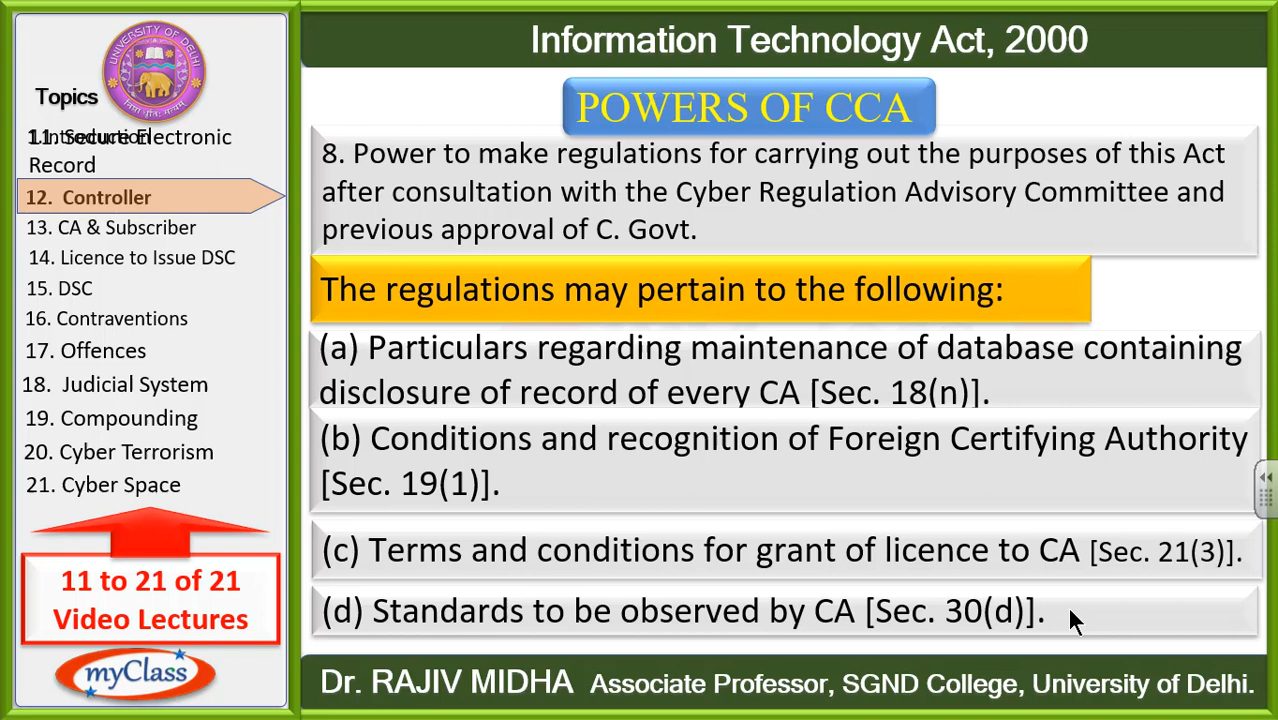 UNIVERSITY OF DELHI
Topics
11. Secure Electronic
Record
12. Controller
13. CA & Subscriber
14. Licence to Issue DSC
15. DSC
16. Contraventions
17. Offences
18. Judicial System
19. Compounding
20. Cyber Terrorism
21. Cyber Space
11 to 21 of 21
Video Lectures
myClass
Information Technology Act, 2000
POWERS OF CCA
8. Power to make regulations for carrying out the purposes of this Act
after consultation with the Cyber Regulation Advisory Committee and
previous approval of C. Govt.
The regulations may pertain to the following:
(a) Particulars regarding maintenance of database containing
disclosure of record of every CA [Sec. 18(n)].
(b) Conditions and recognition of Foreign Certifying Authority
[Sec. 19(1)].
(c) Terms and conditions for grant of licence to CA [Sec. 21(3)].
(d) Standards to be observed by CA [Sec. 30(d)].
Dr. RAJIV MIDHA Associate Professor, SGND College, University of Delhi.